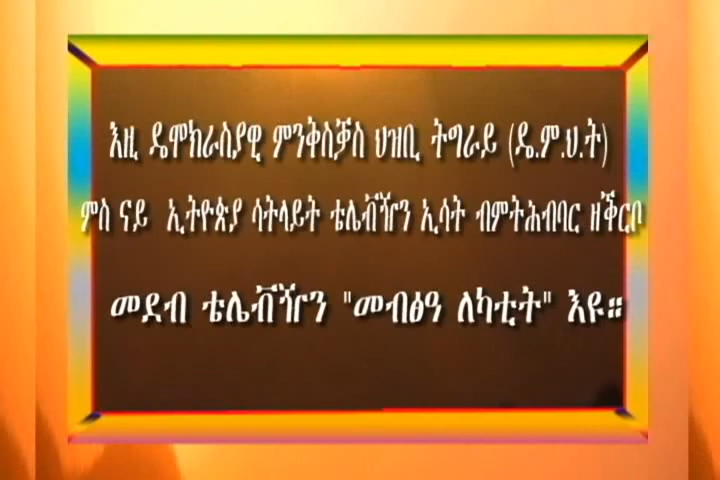 እዚ ዴሞክራስያዊ ምንቅስቓስ ህዝቢ ትግራይ (ዴ.ም.ህ.ት)
ምስ ናይ ኢትዮጵያ ሳትላይት ቴሌቭዥን ኢሳት ብምትሕብባር ዘቕርቦ
መደብ ቴሌቭዥን "መብፅዓ ለካቲት" እዩ።